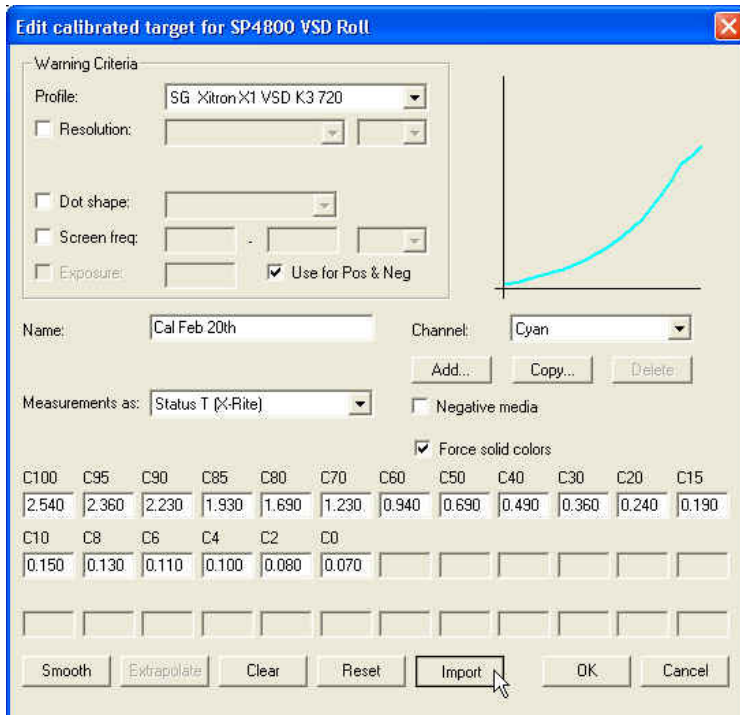 Edit calibrated target for SP4800 VSD Roll
Warning Criteria
Profile: SG Xitron X1 VSD K3 720
Resolution:
Dot shape:
Screen freq: -
Exposure: Use for Pos & Neg
Name: Cal Feb 20th Channel: Cyan
Add... Copy... Delete
Measurements as: Status T (X-Rite) Negative media
Force solid colors
C100 C95 C90 C85 C80 C70 C60 C50 C40 C30 C20 C15
2.540 2.360 2.230 1.930 1.690 1.230 0.940 0.690 0.490 0.360 0.240 0.190
C10 C8 C6 C4 C2 C0
0.150 0.130 0.110 0.100 0.080 0.070
Smooth Extrapolate Clear Reset Import OK Cancel